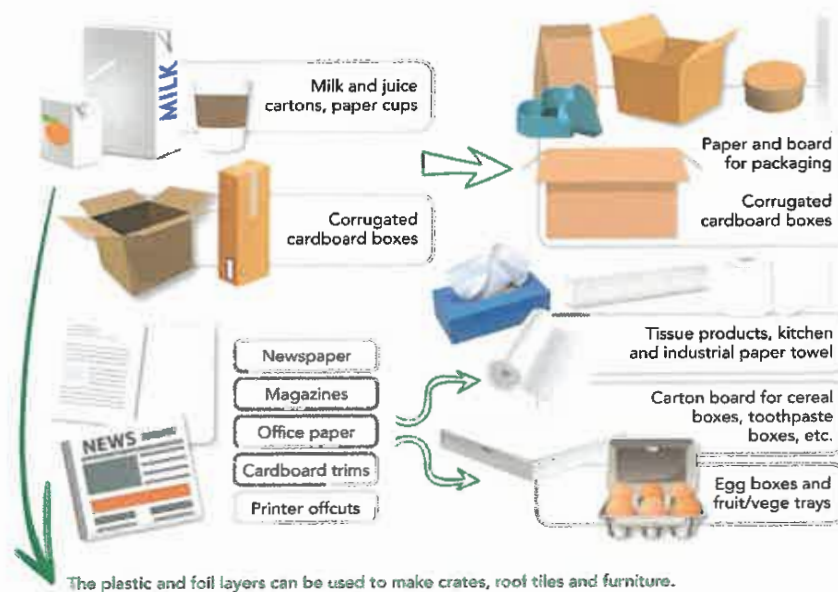 MILK
Milk and juice
cartons, paper cups
Corrugated
cardboard boxes
Paper and board
for packaging
Corrugated
cardboard boxes
Newspaper
Magazines
Office paper
Cardboard trims
Printer offcuts
NEWS
Tissue products, kitchen
and industrial paper towel
Carton board for cereal
boxes, toothpaste
boxes, etc.
Egg boxes and
fruit/vege trays
The plastic and foil layers can be used to make crates, roof tiles and furniture.